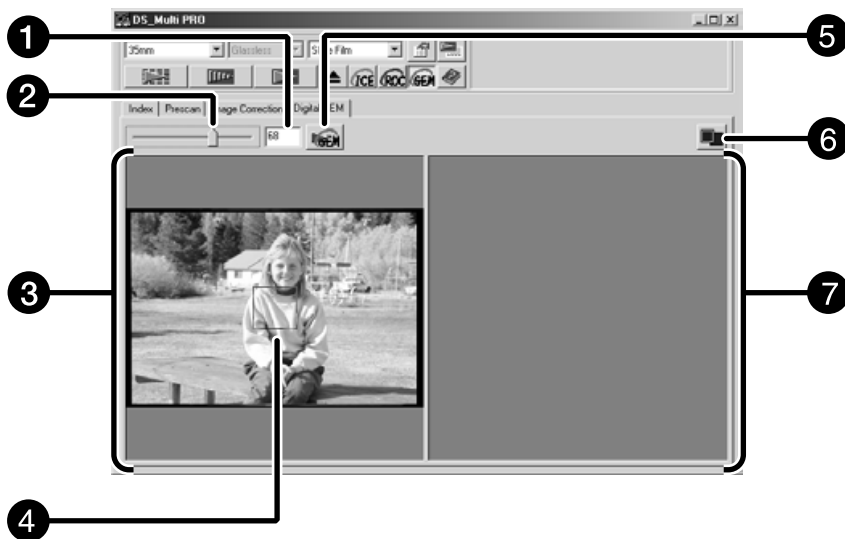 DS_Multi PRO
1
5
35mm
Glassless
Film
ICE
ROC
GEM
2
Index
Prescan
Image Correction
Digital
EM
68
GEM
6
3
7
4